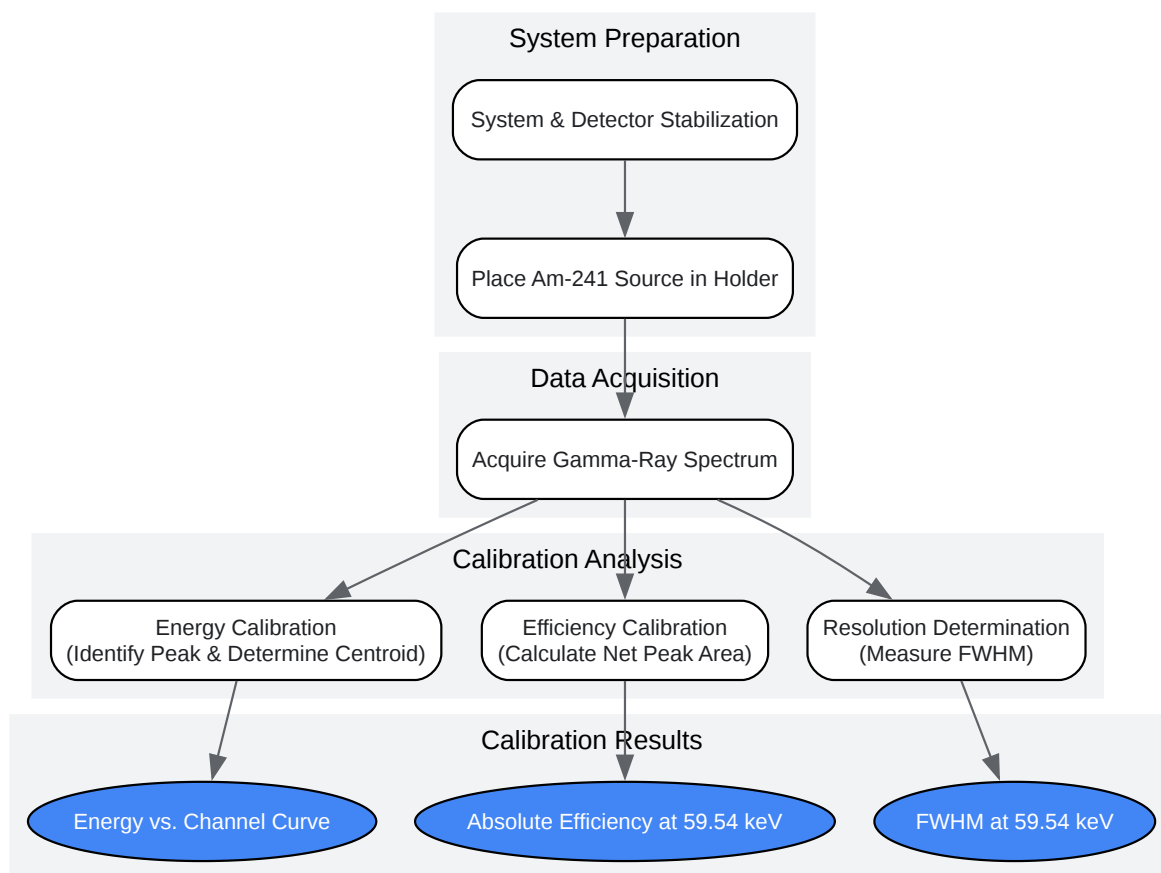 System Preparation
System & Detector Stabilization
Place Am-241 Source in Holder
Data Acquisition
Acquire Gamma-Ray Spectrum
Calibration Analysis
Energy Calibration
(Identify Peak & Determine Centroid)
Efficiency Calibration
(Calculate Net Peak Area)
Resolution Determination
(Measure FWHM)
Calibration Results
Energy vs. Channel Curve
Absolute Efficiency at 59.54 keV
FWHM at 59.54 keV